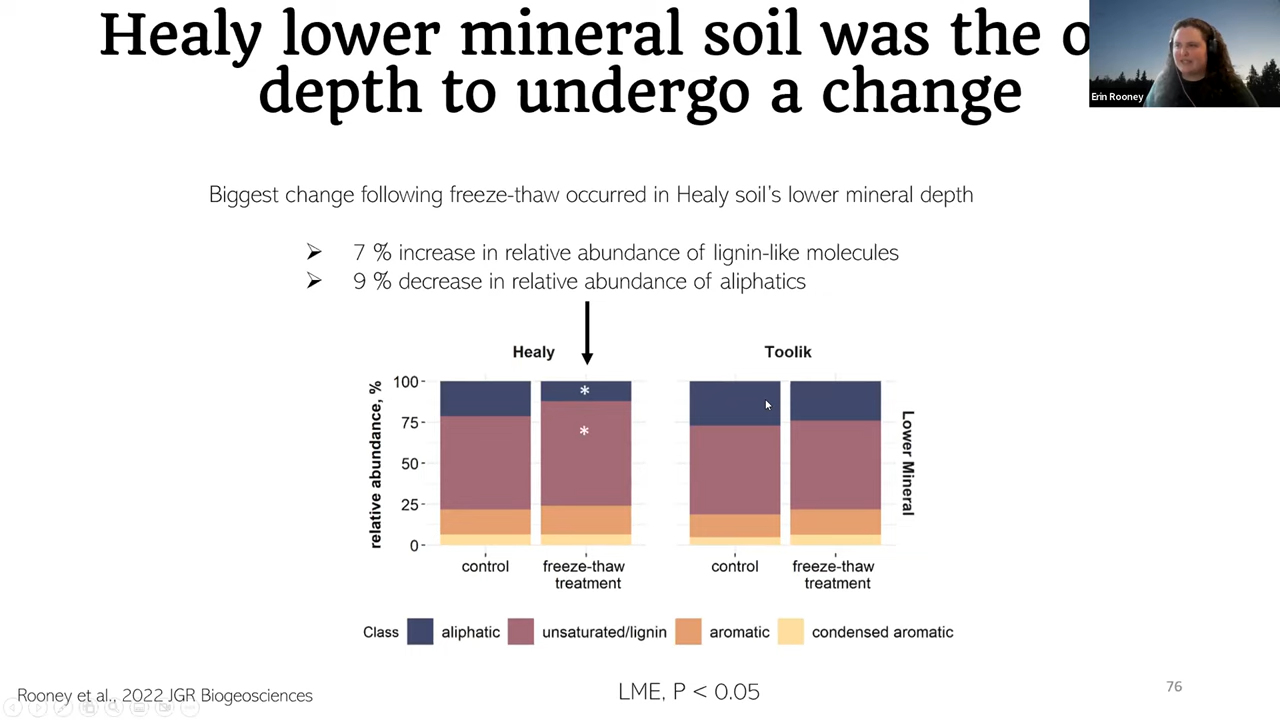 Healy lower mineral soil was the o
depth to undergo a change
Erin Rooney
Biggest change following freeze-thaw occurred in Healy soil's lower mineral depth
7 % increase in relative abundance of lignin-like molecules
9 % decrease in relative abundance of aliphatics
Healy
Toolik
relative abundance, %
100
75
50
25
0
*
*
Lower Mineral
control
freeze-thaw
treatment
control
freeze-thaw
treatment
Class aliphatic unsaturated/lignin aromatic condensed aromatic
Rooney et al., 2022 JGR Biogeosciences
LME, P < 0.05
76